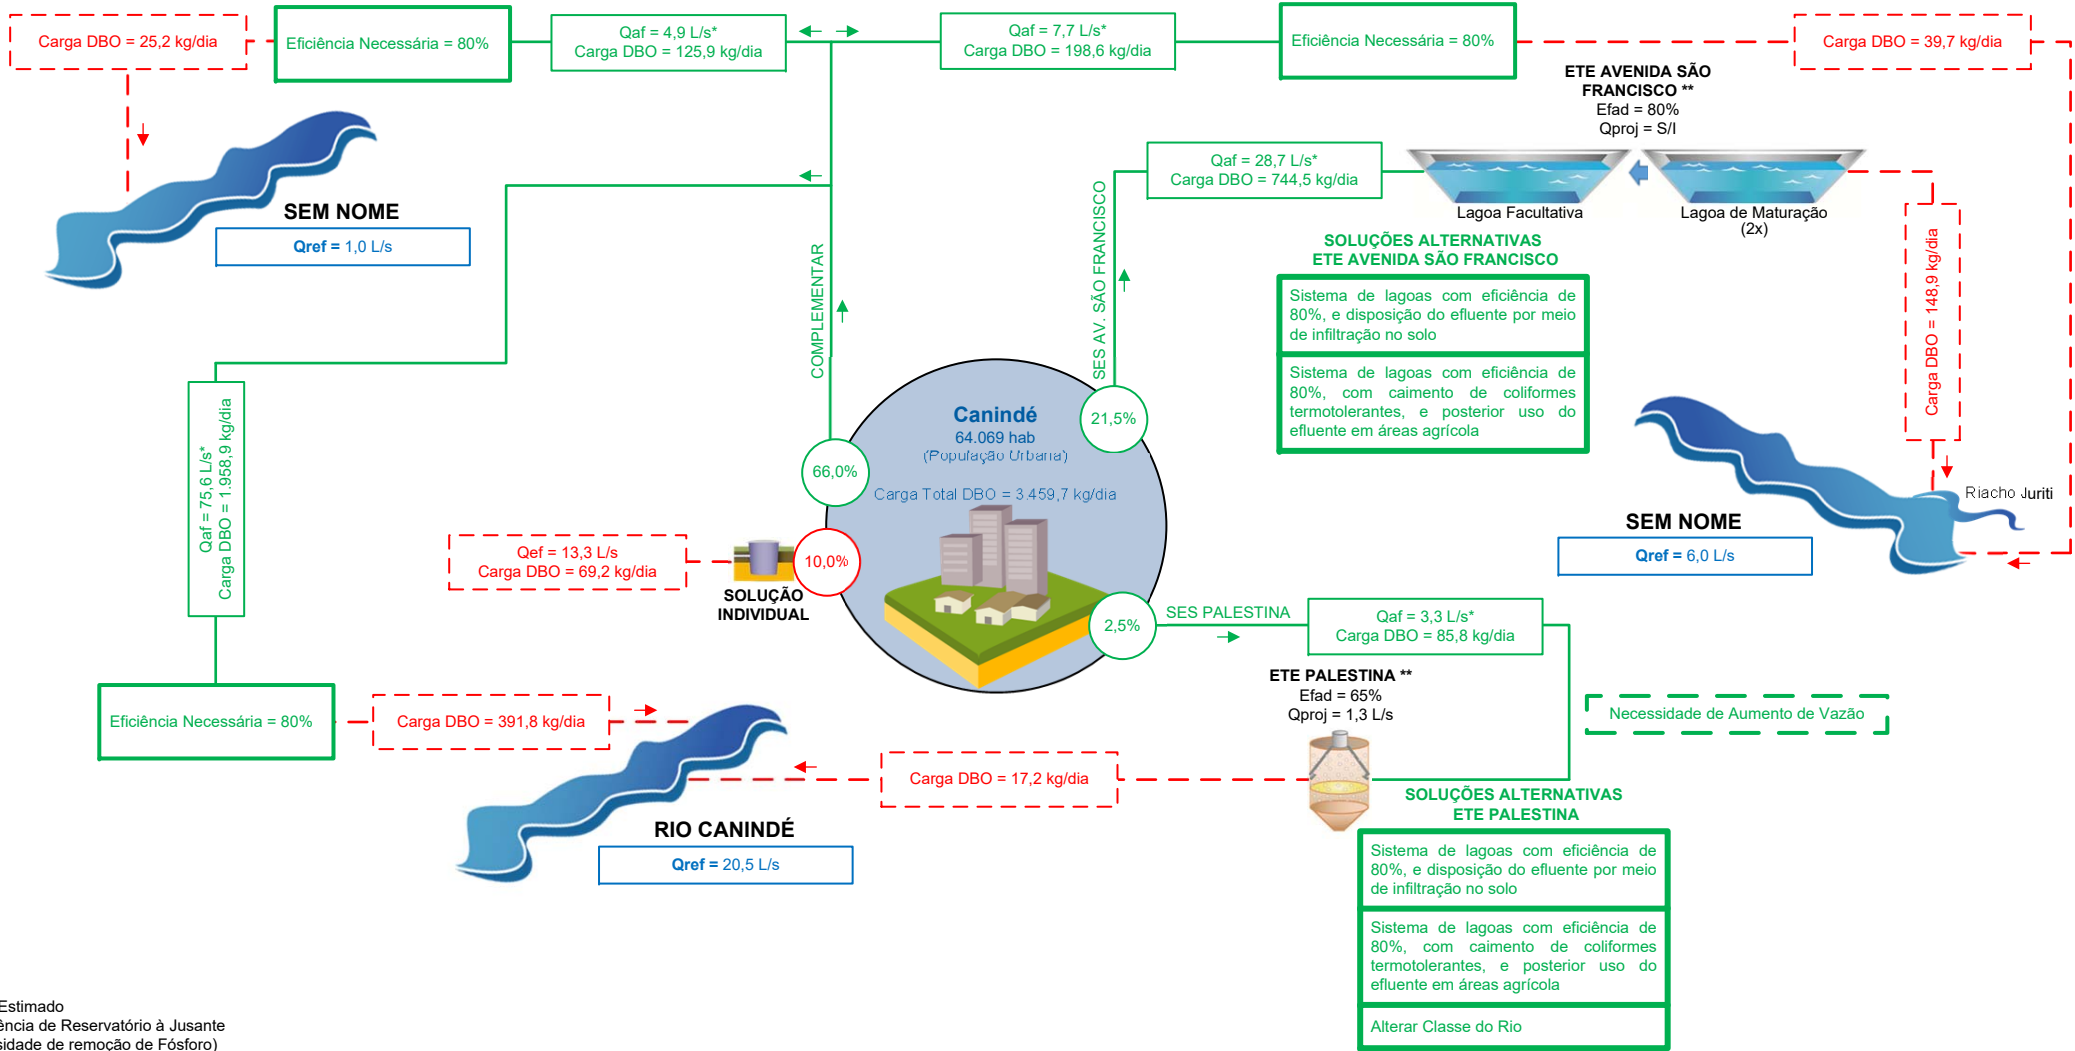 Carga DBO = 25,2 kg/dia
Eficiência Necessária = 80%
Qaf = 4,9 L/s*
Carga DBO = 125,9 kg/dia
Qaf = 7,7 L/s*
Carga DBO = 198,6 kg/dia
Eficiência Necessária = 80%
Carga DBO = 39,7 kg/dia
ETE AVENIDA SÃO
FRANCISCO **
Efad = 80%
Qproj = S/I
Qaf = 28,7 L/s*
Carga DBO = 744,5 kg/dia
Lagoa Facultativa
Lagoa de Maturação
(2x)
SEM NOME
Qref = 1,0 L/s
SOLUÇÕES ALTERNATIVAS
ETE AVENIDA SÃO FRANCISCO
Sistema de lagoas com eficiência de
80%, e disposição do efluente por meio
de infiltração no solo
Sistema de lagoas com eficiência de
80%, com caimento de coliformes
termotolerantes, e posterior uso do
efluente em áreas agrícola
Carga DBO = 148,9 kg/dia
COMPLEMENTAR
SES AV. SÃO FRANCISCO
Canindé
64.069 hab
(População Urbana)
Carga Total DBO = 3.459,7 kg/dia
21,5%
66,0%
10,0%
2,5%
Qaf = 75,6 L/s*
Carga DBO = 1.958,9 kg/dia
Qef = 13,3 L/s
Carga DBO = 69,2 kg/dia
SOLUÇÃO
INDIVIDUAL
Riacho Juriti
SEM NOME
Qref = 6,0 L/s
SES PALESTINA
Qaf = 3,3 L/s*
Carga DBO = 85,8 kg/dia
ETE PALESTINA **
Efad = 65%
Qproj = 1,3 L/s
Necessidade de Aumento de Vazão
Eficiência Necessária = 80%
Carga DBO = 391,8 kg/dia
Carga DBO = 17,2 kg/dia
RIO CANINDÉ
Qref = 20,5 L/s
SOLUÇÕES ALTERNATIVAS
ETE PALESTINA
Sistema de lagoas com eficiência de
80%, e disposição do efluente por meio
de infiltração no solo
Sistema de lagoas com eficiência de
80%, com caimento de coliformes
termotolerantes, e posterior uso do
efluente em áreas agrícola
Alterar Classe do Rio
Estimado
ência de Reservatório à Jusante
sidade de remoção de Fósforo)